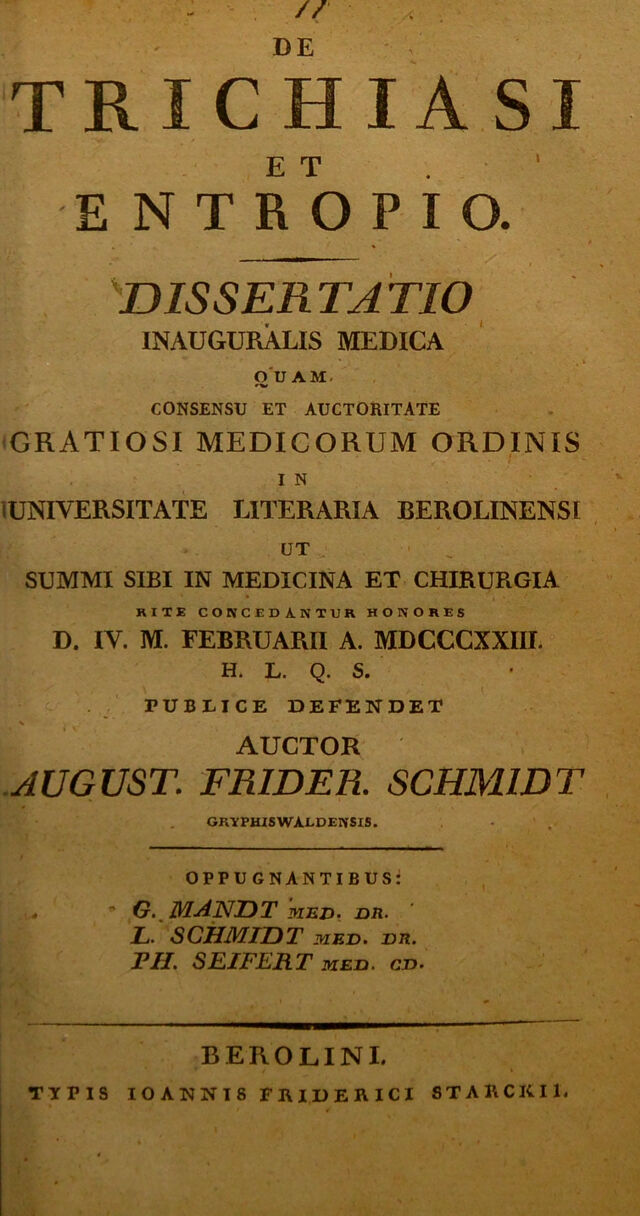 11
DE
TRICHIASI
ET
ENTROPIO.
DISSERTATIO
INAUGURALIS MEDICA
QUAM
CONSENSU ET AUCTORITATE
GRATIOSI MEDICORUM ORDINIS
IN
UNIVERSITATE LITERARIA BEROLINENSI
UT
SUMMI SIBI IN MEDICINA ET CHIRURGIA
RITE CONCEDANTUR HONORES
D. IV. M. FEBRUARII A. MDCCCXXIII.
H. L. Q. S.
PUBLICE DEFENDET
AUCTOR
AUGUST. FRIDER. SCHMIDT
GRYPHISWALDENSIS.
OPPUGNANTIBUS:
G. MANDT MED. DR.
L. SCHMIDT MED. DR.
PH. SEIFERT MED. CD.
BEROLINI.
TYPIS IOANNIS FRIDERICI STARCKII.